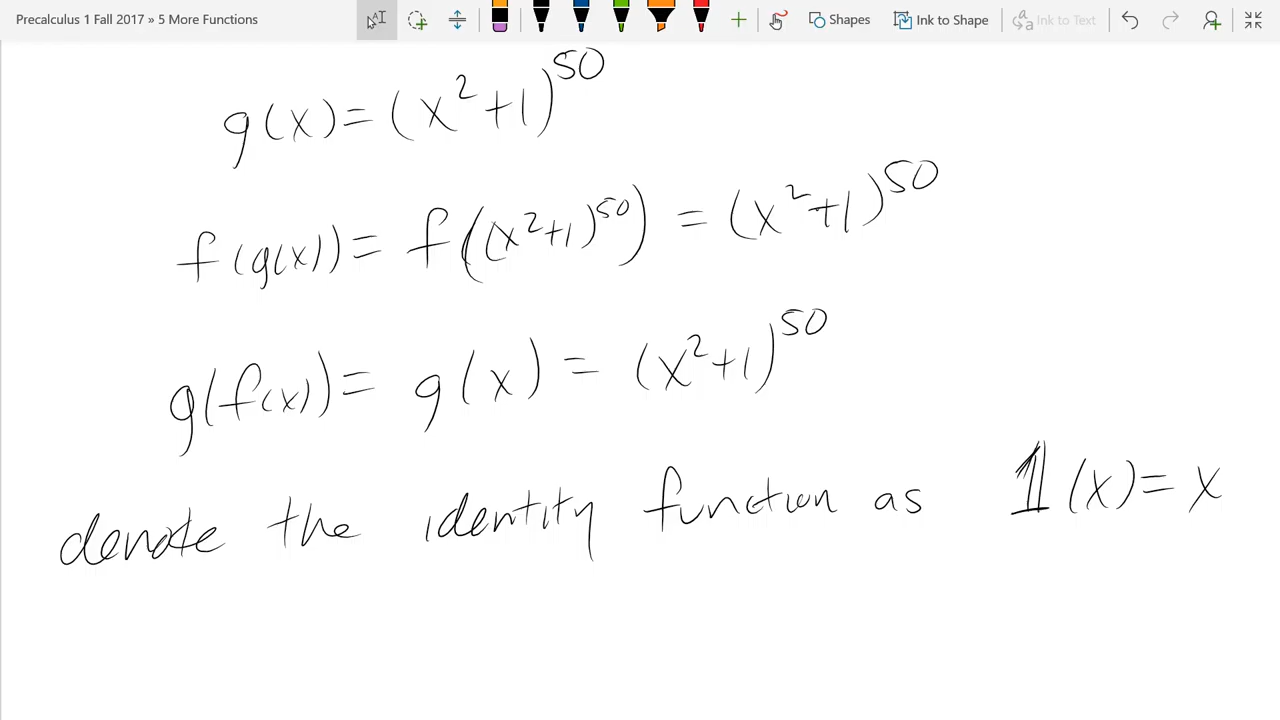 Precalculus 1 Fall 2017 » 5 More Functions Shapes Ink to Shape Ink to Text
g(x) = (x²+1)⁵⁰
f(g(x)) = f((x²+1)⁵⁰) = (x²+1)⁵⁰
g(f(x)) = g(x) = (x²+1)⁵⁰
denote the identity function as 𝟙(x) = x